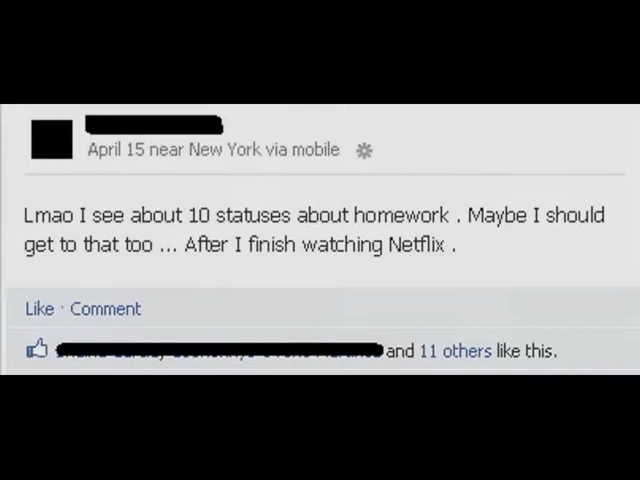 April 15 near New York via mobile
Lmao I see about 10 statuses about homework . Maybe I should
get to that too ... After I finish watching Netflix .
Like · Comment
and 11 others like this.